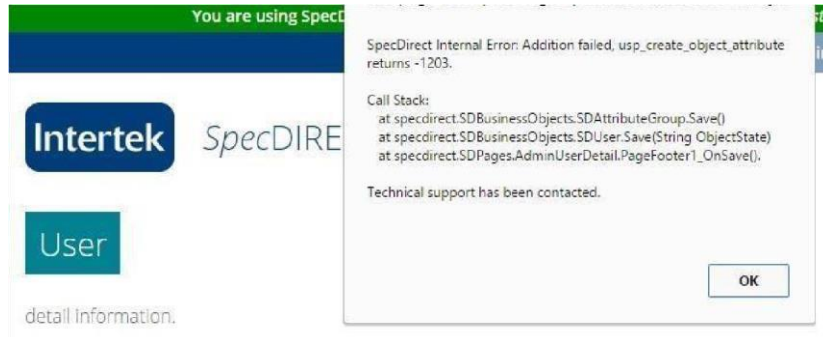 You are using SpecD
SpecDirect Internal Error: Addition failed, usp_create_object_attribute
returns -1203.
Call Stack:
at specdirect.SDBusinessObjects.SDAttributeGroup.Save()
at specdirect.SDBusinessObjects.SDUser.Save(String ObjectState)
at specdirect.SDPages.AdminUserDetail.PageFooter1_OnSave().
Technical support has been contacted.
OK
Intertek
SpecDIRE
User
detail information.